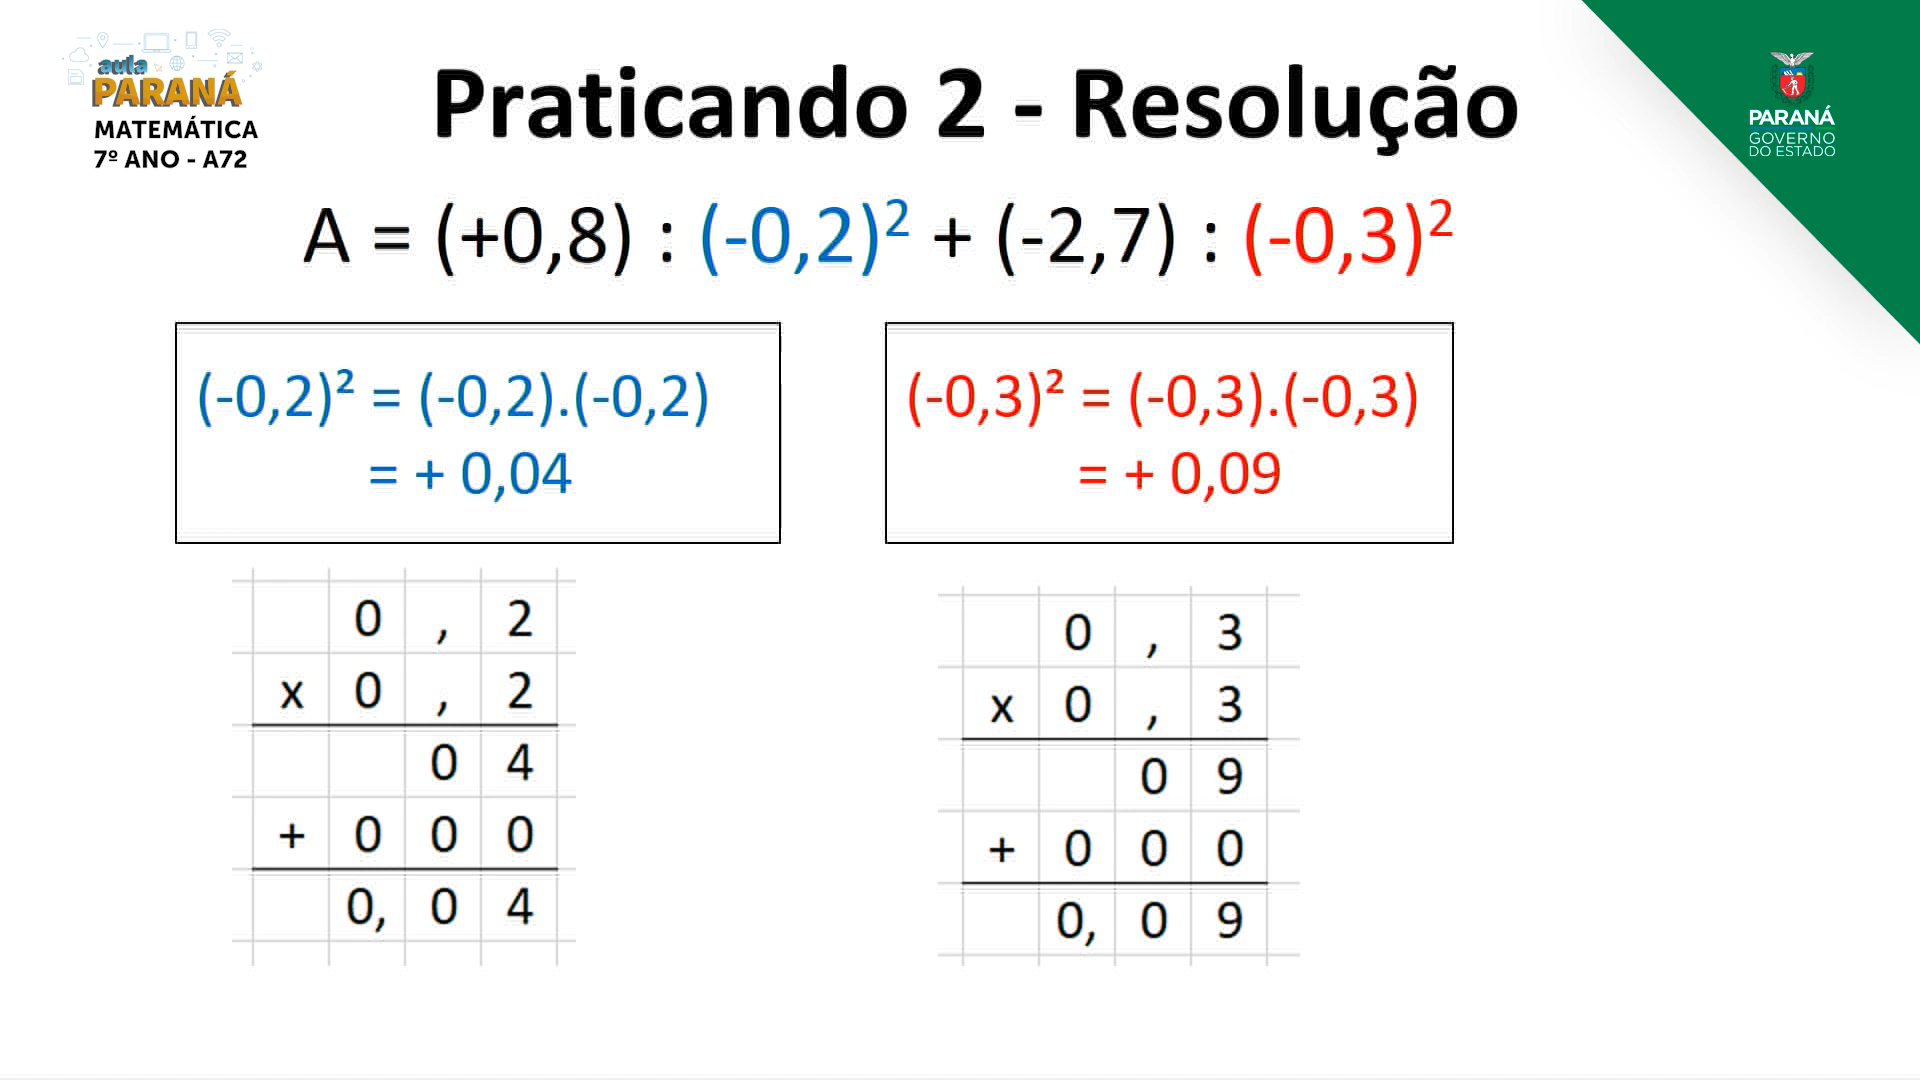 aula
PARANÁ
MATEMÁTICA
7º ANO - A72
Praticando 2 - Resolução
PARANÁ
GOVERNO
DO ESTADO
A = (+0,8) : (-0,2)² + (-2,7) : (-0,3)²
(-0,2)² = (-0,2).(-0,2)
= + 0,04
(-0,3)² = (-0,3).(-0,3)
= + 0,09
0 , 2
x 0 , 2
0 4
+ 0 0 0
0, 0 4
0 , 3
x 0 , 3
0 9
+ 0 0 0
0, 0 9